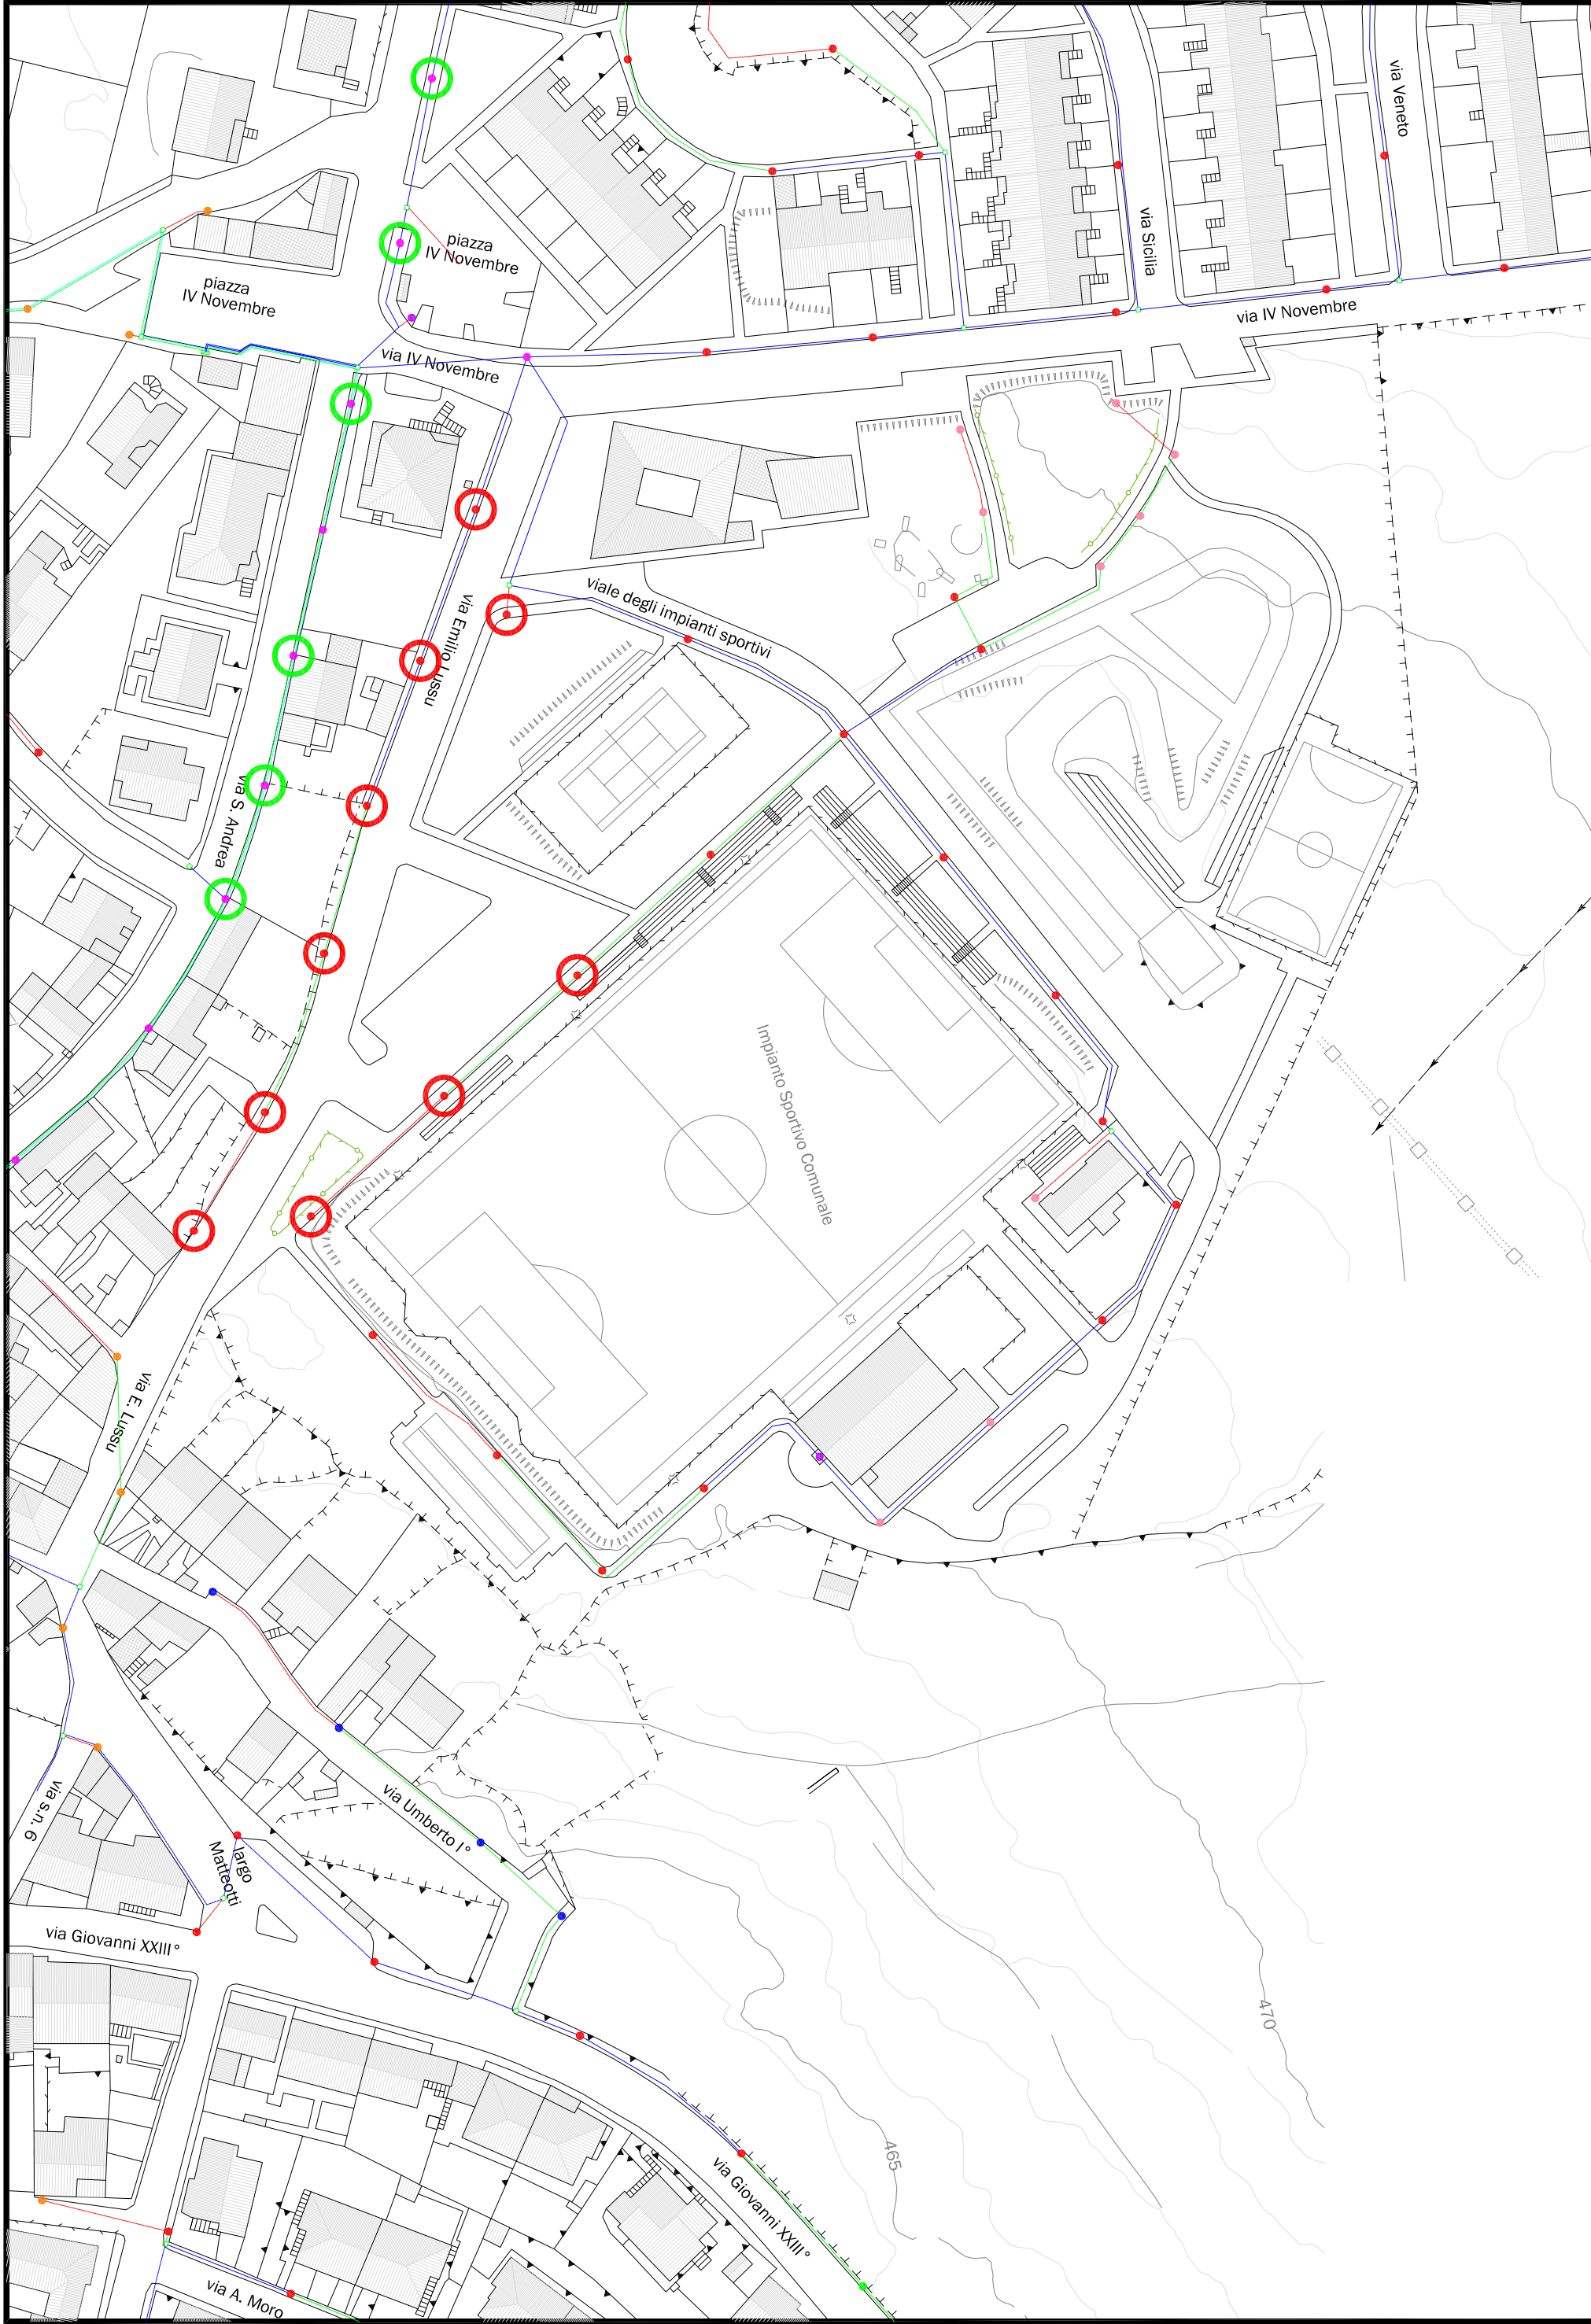 via Veneto
via Sicilia
piazza
IV Novembre
piazza
IV Novembre
via IV Novembre
via IV Novembre
viale degli impianti sportivi
via Emilio Lussu
via S. Andrea
Impianto Sportivo Comunale
via E. Lussu
via Umberto I°
via s.n. 6
largo
Matteotti
via Giovanni XXIII°
470
465
via Giovanni XXIII°
via A. Moro